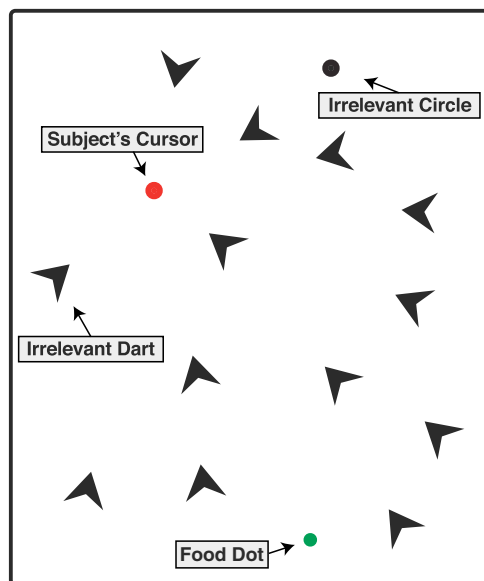 Irrelevant Circle
Subject's Cursor
Irrelevant Dart
Food Dot